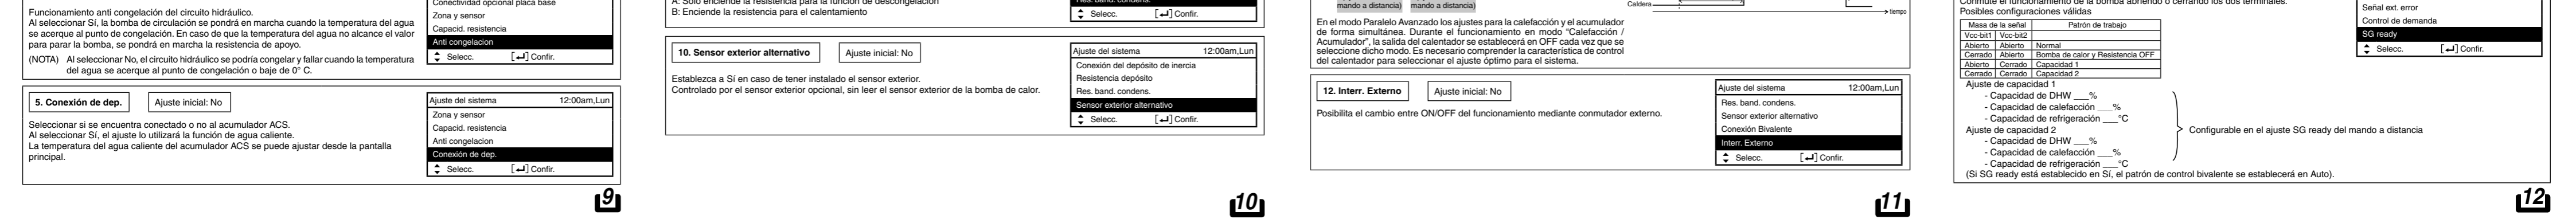 Funcionamiento anti congelación del circuito hidráulico.
Al seleccionar Sí, la bomba de circulación se pondrá en marcha cuando la temperatura del agua
se acerque al punto de congelación. En caso de que la temperatura del agua no alcance el valor
para parar la bomba, se pondrá en marcha la resistencia de apoyo.
(NOTA) Al seleccionar No, el circuito hidráulico se podría congelar y fallar cuando la temperatura
del agua se acerque al punto de congelación o baje de 0° C.
Conectividad opcional placa base
Zona y sensor
Capacid. resistencia
Anti congelacion
Selecc. [↵] Confir.
5. Conexión de dep.
Ajuste inicial: No
Seleccionar si se encuentra conectado o no al acumulador ACS.
Al seleccionar Sí, el ajuste lo utilizará la función de agua caliente.
La temperatura del agua caliente del acumulador ACS se puede ajustar desde la pantalla
principal.
Ajuste del sistema 12:00am,Lun
Zona y sensor
Capacid. resistencia
Anti congelacion
Conexión de dep.
Selecc. [↵] Confir.
9
A: Sólo enciende la resistencia para la función de descongelación
B: Enciende la resistencia para el calentamiento
Res. band. condens.
Selecc. [↵] Confir.
10. Sensor exterior alternativo
Ajuste inicial: No
Establezca a Sí en caso de tener instalado el sensor exterior.
Controlado por el sensor exterior opcional, sin leer el sensor exterior de la bomba de calor.
Ajuste del sistema 12:00am,Lun
Conexión del depósito de inercia
Resistencia depósito
Res. band. condens.
Sensor exterior alternativo
Selecc. [↵] Confir.
10
mando a distancia) mando a distancia)
Caldera
tiempo
En el modo Paralelo Avanzado los ajustes para la calefacción y el acumulador
de forma simultánea. Durante el funcionamiento en modo “Calefacción /
Acumulador”, la salida del calentador se establecerá en OFF cada vez que se
seleccione dicho modo. Es necesario comprender la característica de control
del calentador para seleccionar el ajuste óptimo para el sistema.
12. Interr. Externo
Ajuste inicial: No
Posibilita el cambio entre ON/OFF del funcionamiento mediante conmutador externo.
Ajuste del sistema 12:00am,Lun
Res. band. condens.
Sensor exterior alternativo
Conexión Bivalente
Interr. Externo
Selecc. [↵] Confir.
11
Conmute el funcionamiento de la bomba abriendo o cerrando los dos terminales.
Posibles configuraciones válidas
Masa de la señal Patrón de trabajo
Vcc-bit1 Vcc-bit2
Abierto Abierto Normal
Cerrado Abierto Bomba de calor y Resistencia OFF
Abierto Cerrado Capacidad 1
Cerrado Cerrado Capacidad 2
Ajuste de capacidad 1
- Capacidad de DHW ___%
- Capacidad de calefacción ___%
- Capacidad de refrigeración ___°C
Ajuste de capacidad 2
- Capacidad de DHW ___%
- Capacidad de calefacción ___%
- Capacidad de refrigeración ___°C
Configurable en el ajuste SG ready del mando a distancia
(Si SG ready está establecido en Sí, el patrón de control bivalente se establecerá en Auto).
Señal ext. error
Control de demanda
SG ready
Selecc. [↵] Confir.
12